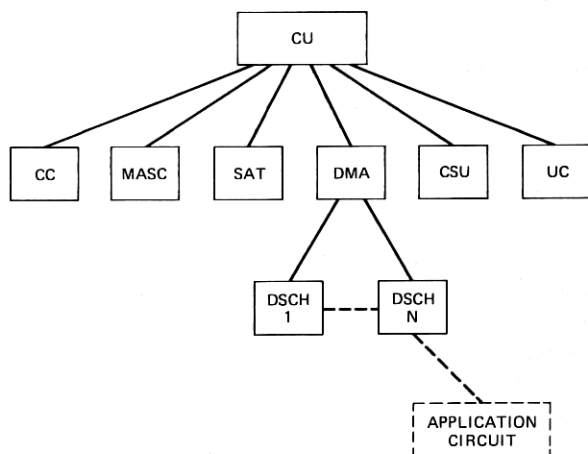 CU
CC
MASC
SAT
DMA
CSU
UC
DSCH
1
DSCH
N
APPLICATION
CIRCUIT